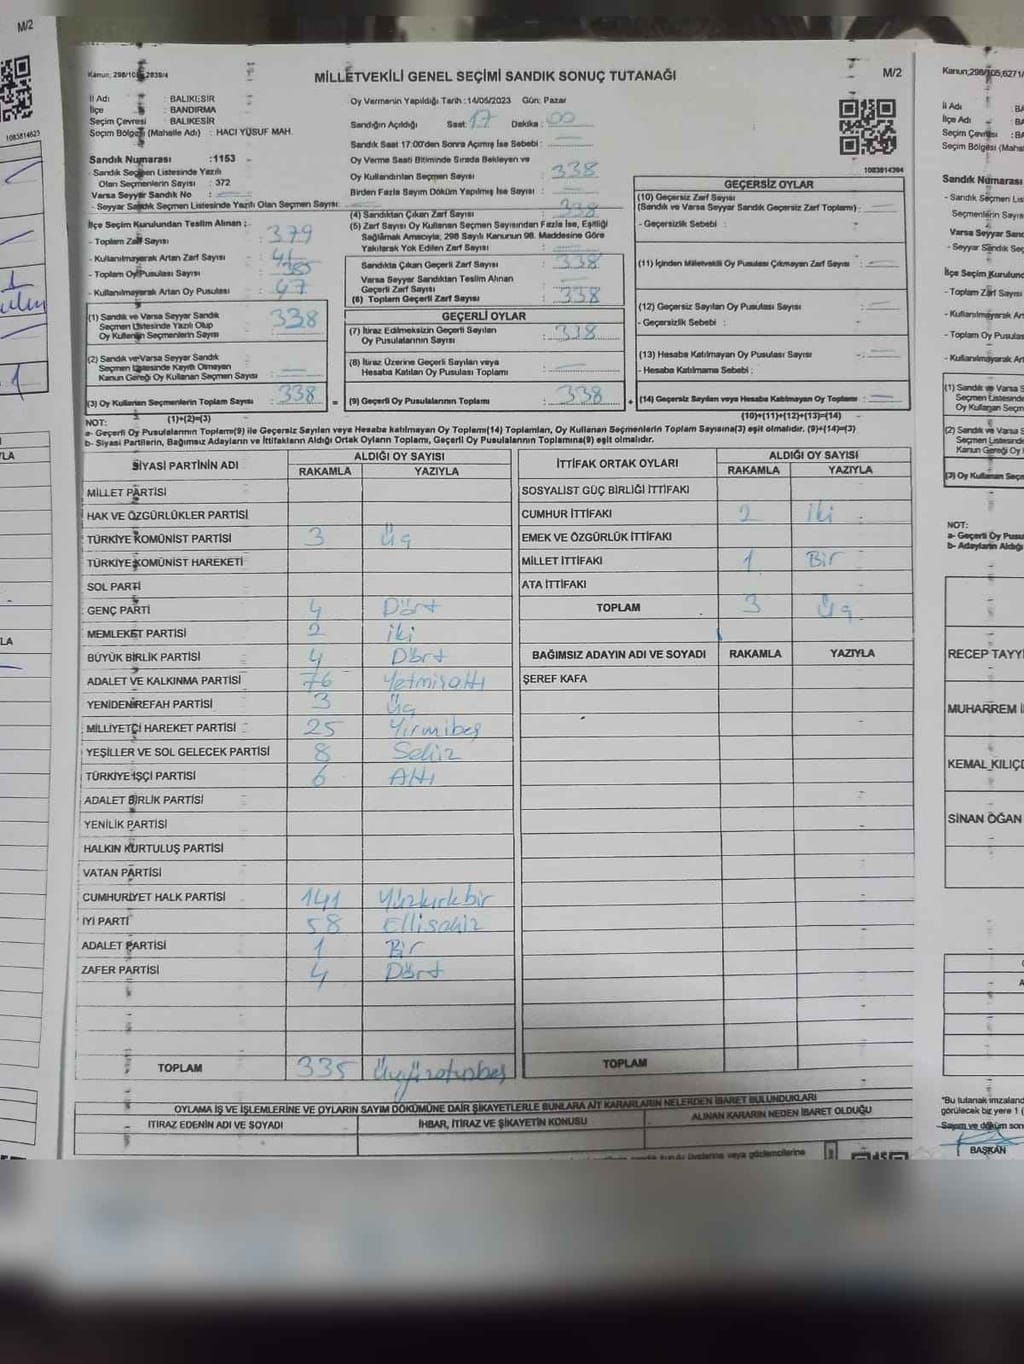 M/2
1083814623
Kanun; 298/105,2839/4
MİLLETVEKİLİ GENEL SEÇİMİ SANDIK SONUÇ TUTANAĞI
M/2
İl Adı : BALIKESİR
İlçe : BANDIRMA
Seçim Çevresi : BALIKESİR
Seçim Bölgesi (Mahalle Adı) : HACI YUSUF MAH.
Oy Vermenin Yapıldığı Tarih : 14/05/2023 Gün: Pazar
Sandığın Açıldığı Saat: 17 Dakika : 00
Sandık Saat 17:00'den Sonra Açılmış İse Sebebi :
Sandık Numarası : 1153
- Sandık Seçmen Listesinde Yazılı
Olan Seçmenlerin Sayısı : 372
Varsa Seyyar Sandık No :
- Seyyar Sandık Seçmen Listesinde Yazılı Olan Seçmen Sayısı:
Oy Verme Saati Bitiminde Sırada Bekleyen ve
Oy Kullandırılan Seçmen Sayısı : 338
Birden Fazla Sayım Döküm Yapılmış İse Sayısı :
1083814394
İlçe Seçim Kurulundan Teslim Alınan ;
- Toplam Zarf Sayısı : 379
- Kullanılmayarak Artan Zarf Sayısı : 41
- Toplam Oy Pusulası Sayısı : 385
- Kullanılmayarak Artan Oy Pusulası : 47
(1) Sandık ve Varsa Seyyar Sandık
Seçmen Listesinde Yazılı Olup
Oy Kullanan Seçmenlerin Sayısı : 338
(2) Sandık ve Varsa Seyyar Sandık
Seçmen Listesinde Kayıtlı Olmayan
Kanun Gereği Oy Kullanan Seçmen Sayısı :
(3) Oy Kullanan Seçmenlerin Toplam Sayısı : 338
(1)+(2)=(3)
(4) Sandıktan Çıkan Zarf Sayısı : 338
(5) Zarf Sayısı Oy Kullanan Seçmen Sayısından Fazla İse, Eşitliği
Sağlamak Amacıyla, 298 Sayılı Kanunun 98. Maddesine Göre
Yakılarak Yok Edilen Zarf Sayısı :
Sandıkta Çıkan Geçerli Zarf Sayısı : 338
Varsa Seyyar Sandıktan Teslim Alınan
Geçerli Zarf Sayısı :
(6) Toplam Geçerli Zarf Sayısı : 338
GEÇERLİ OYLAR
(7) İtiraz Edilmeksizin Geçerli Sayılan
Oy Pusulalarının Sayısı : 338
(8) İtiraz Üzerine Geçerli Sayılan veya
Hesaba Katılan Oy Pusulası Toplamı :
(9) Geçerli Oy Pusulalarının Toplamı : 338
GEÇERSİZ OYLAR
(10) Geçersiz Zarf Sayısı
(Sandık ve Varsa Seyyar Sandık Geçersiz Zarf Toplamı) :
- Geçersizlik Sebebi :
(11) İçinden Milletvekili Oy Pusulası Çıkmayan Zarf Sayısı :
(12) Geçersiz Sayılan Oy Pusulası Sayısı :
- Geçersizlik Sebebi :
(13) Hesaba Katılmayan Oy Pusulası Sayısı :
- Hesaba Katılmama Sebebi :
(14) Geçersiz Sayılan veya Hesaba Katılmayan Oy Toplamı :
(10)+(11)+(12)+(13)=(14)
NOT:
a- Geçerli Oy Pusulalarının Toplamı(9) ile Geçersiz Sayılan veya Hesaba katılmayan Oy Toplamı(14) Toplamları, Oy Kullanan Seçmenlerin Toplam Sayısına(3) eşit olmalıdır. (9)+(14)=(3)
b- Siyasi Partilerin, Bağımsız Adayların ve İttifakların Aldığı Ortak Oyların Toplamı, Geçerli Oy Pusulalarının Toplamına(9) eşit olmalıdır.
SİYASİ PARTİNİN ADI
ALDIĞI OY SAYISI
RAKAMLA YAZIYLA
MİLLET PARTİSİ
HAK VE ÖZGÜRLÜKLER PARTİSİ
TÜRKİYE KOMÜNİST PARTİSİ 3 Üç
TÜRKİYE KOMÜNİST HAREKETİ
SOL PARTİ
GENÇ PARTİ 4 Dört
MEMLEKET PARTİSİ 2 iki
BÜYÜK BİRLİK PARTİSİ 4 Dört
ADALET VE KALKINMA PARTİSİ 76 Yetmişaltı
YENİDEN REFAH PARTİSİ 3 Üç
MİLLİYETÇİ HAREKET PARTİSİ 25 Yirmibeş
YEŞİLLER VE SOL GELECEK PARTİSİ 8 Sekiz
TÜRKİYE İŞÇİ PARTİSİ 6 Altı
ADALET BİRLİK PARTİSİ
YENİLİK PARTİSİ
HALKIN KURTULUŞ PARTİSİ
VATAN PARTİSİ
CUMHURİYET HALK PARTİSİ 141 Yüzkırkbir
İYİ PARTİ 58 Ellisekiz
ADALET PARTİSİ 1 Bir
ZAFER PARTİSİ 4 Dört
TOPLAM 335 Üçyüzotuzbeş
İTTİFAK ORTAK OYLARI
ALDIĞI OY SAYISI
RAKAMLA YAZIYLA
SOSYALİST GÜÇ BİRLİĞİ İTTİFAKI
CUMHUR İTTİFAKI 2 iki
EMEK VE ÖZGÜRLÜK İTTİFAKI
MİLLET İTTİFAKI 1 Bir
ATA İTTİFAKI
TOPLAM 3 Üç
BAĞIMSIZ ADAYIN ADI VE SOYADI RAKAMLA YAZIYLA
ŞEREF KAFA
TOPLAM
OYLAMA İŞ VE İŞLEMLERİNE VE OYLARIN SAYIM DÖKÜMÜNE DAİR ŞİKAYETLERLE BUNLARA AİT KARARLARIN NELERDEN İBARET BULUNDUKLARI
İTİRAZ EDENİN ADI VE SOYADI
İHBAR, İTİRAZ VE ŞİKAYETİN KONUSU
ALINAN KARARIN NEDEN İBARET OLDUĞU
Kanun;298/105,6271/
İl Adı : BA
İlçe Adı : BA
Seçim Çevresi : BA
Seçim Bölgesi (Mahal
Sandık Numarası
- Sandık Seçmen Lis
Seçmenlerin Sayısı
Varsa Seyyar Sand
- Seyyar Sandık Seç
İlçe Seçim Kurulundan
- Toplam Zarf Sayısı
- Kullanılmayarak Artan
- Toplam Oy Pusulası
- Kullanılmayarak Art
(1) Sandık ve Varsa S
Seçmen Listesinde
Oy Kullanan Seçme
(2) Sandık ve Varsa S
Seçmen Listesinde
Kanun Gereği Oy K
(3) Oy Kullanan Seçm
NOT:
a- Geçerli Oy Pusu
b- Adayların Aldığı
RECEP TAYYİ
MUHARREM İ
KEMAL KILIÇD
SİNAN OĞAN
"Bu tutanak imzaland
görülecek bir yere 1 (
Sayım ve döküm son
BAŞKAN